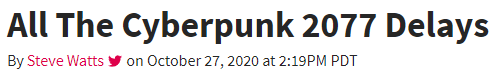 All The Cyberpunk 2077 Delays
By Steve Watts on October 27, 2020 at 2:19PM PDT